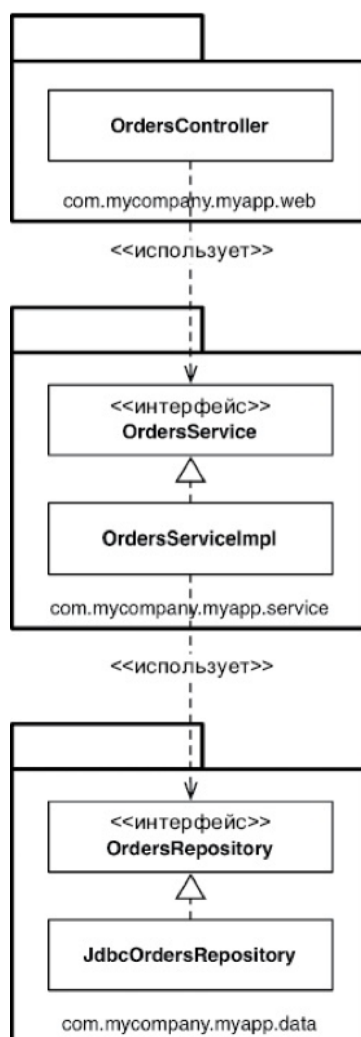 OrdersController
com.mycompany.myapp.web
<<использует>>
<<интерфейс>>
OrdersService
OrdersServiceImpl
com.mycompany.myapp.service
<<использует>>
<<интерфейс>>
OrdersRepository
JdbcOrdersRepository
com.mycompany.myapp.data